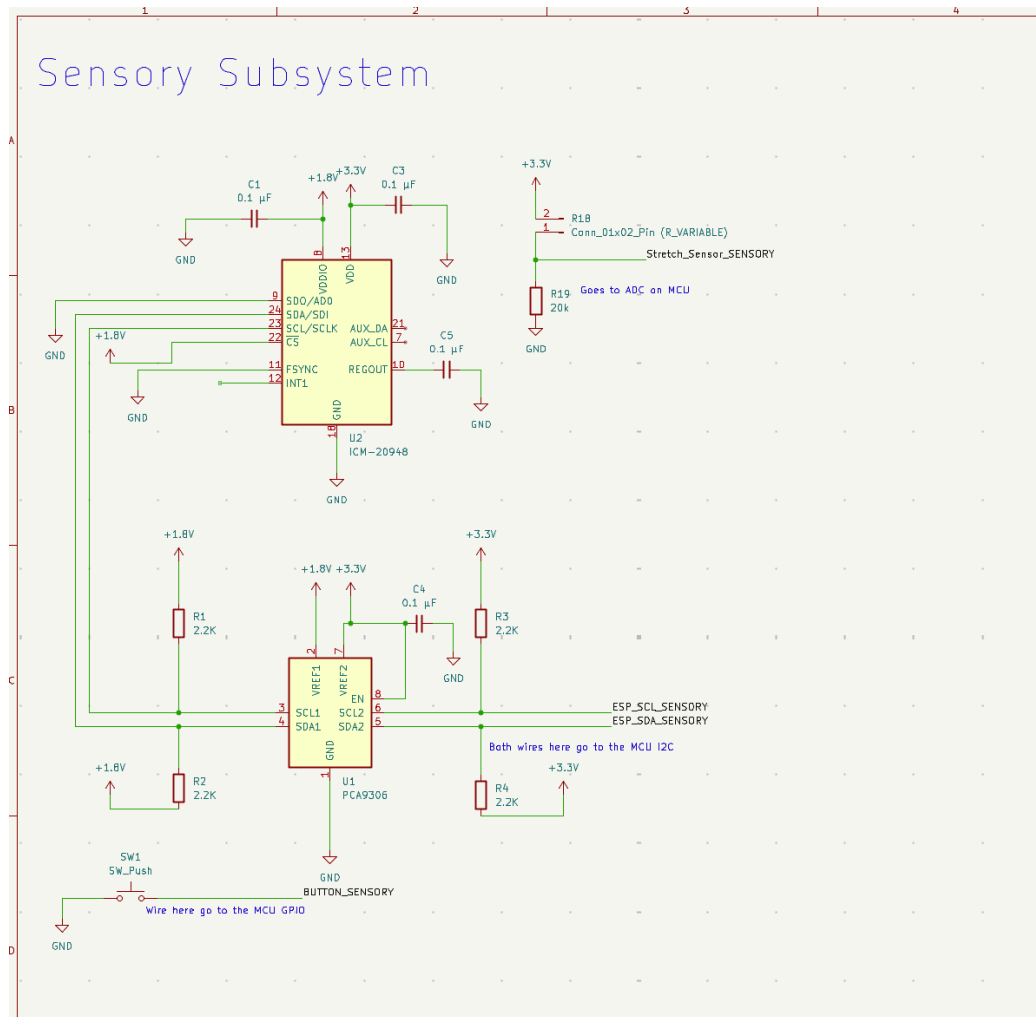 1 2 3 4
Sensory Subsystem
A
B
C
D
C1
0.1 µF
+1.8V
+3.3V
C3
0.1 µF
GND
GND
8
VDDIO
13
VDD
9 SDO/AD0
24 SDA/SDI
23 SCL/SCLK
22 CS
11 FSYNC
12 INT1
AUX_DA 21
AUX_CL 7
REGOUT 10
GND
18
U2
ICM-20948
GND
GND
+1.8V
GND
C5
0.1 µF
GND
+3.3V
2
1
R18
Conn_01x02_Pin (R_VARIABLE)
Stretch_Sensor_SENSORY
R19
20k
Goes to ADC on MCU
GND
+1.8V
R1
2.2K
+1.8V
+3.3V
C4
0.1 µF
GND
+3.3V
R3
2.2K
2
VREF1
7
VREF2
EN 8
3 SCL1
SCL2 6
4 SDA1
SDA2 5
GND
1
U1
PCA9306
GND
ESP_SCL_SENSORY
ESP_SDA_SENSORY
Both wires here go to the MCU I2C
+1.8V
R2
2.2K
R4
2.2K
+3.3V
SW1
SW_Push
BUTTON_SENSORY
Wire here go to the MCU GPIO
GND